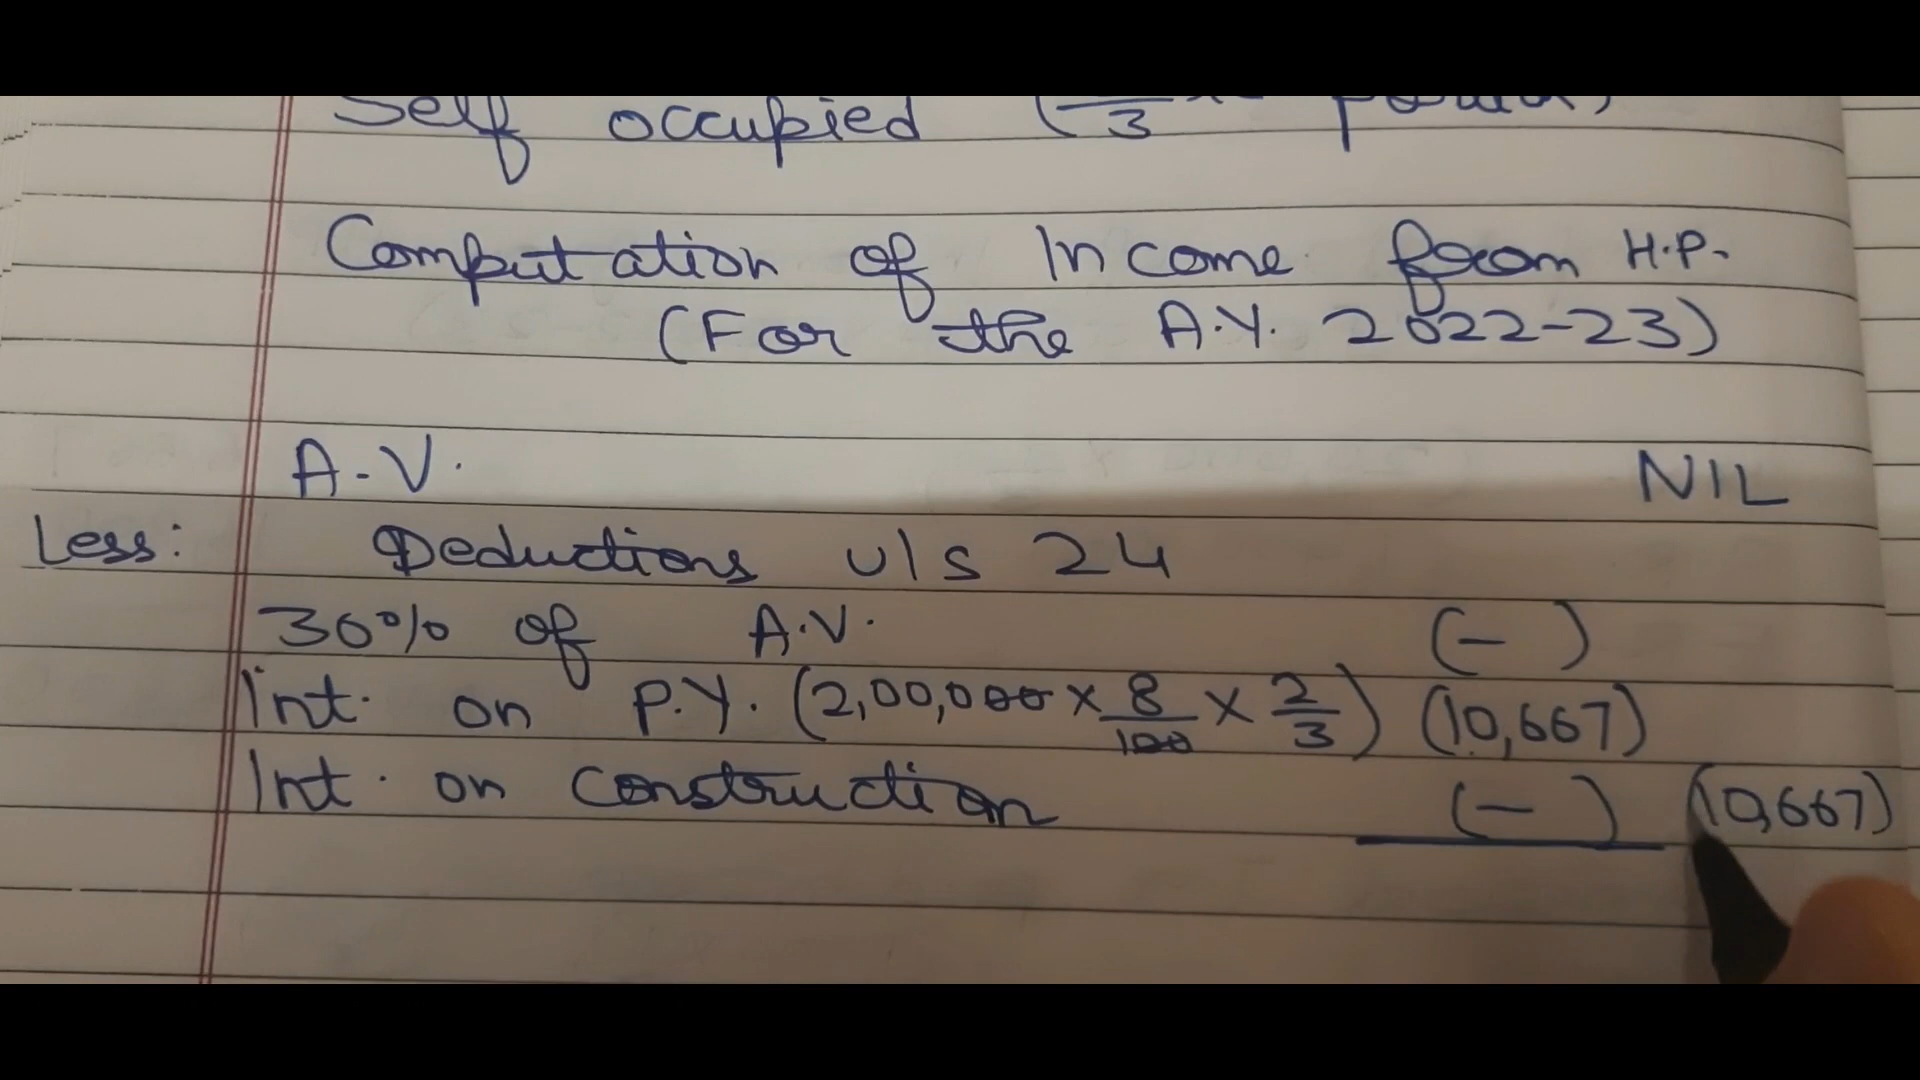 Self occupied ( /3
Computation of Income from H.P.
(For the A.Y. 2022-23)
A.V. NIL
Less: Deductions u/s 24
30% of A.V. (-)
Int. on P.Y. (2,00,000 × 8/100 × 2/3) (10,667)
Int. on construction (-) (10,667)